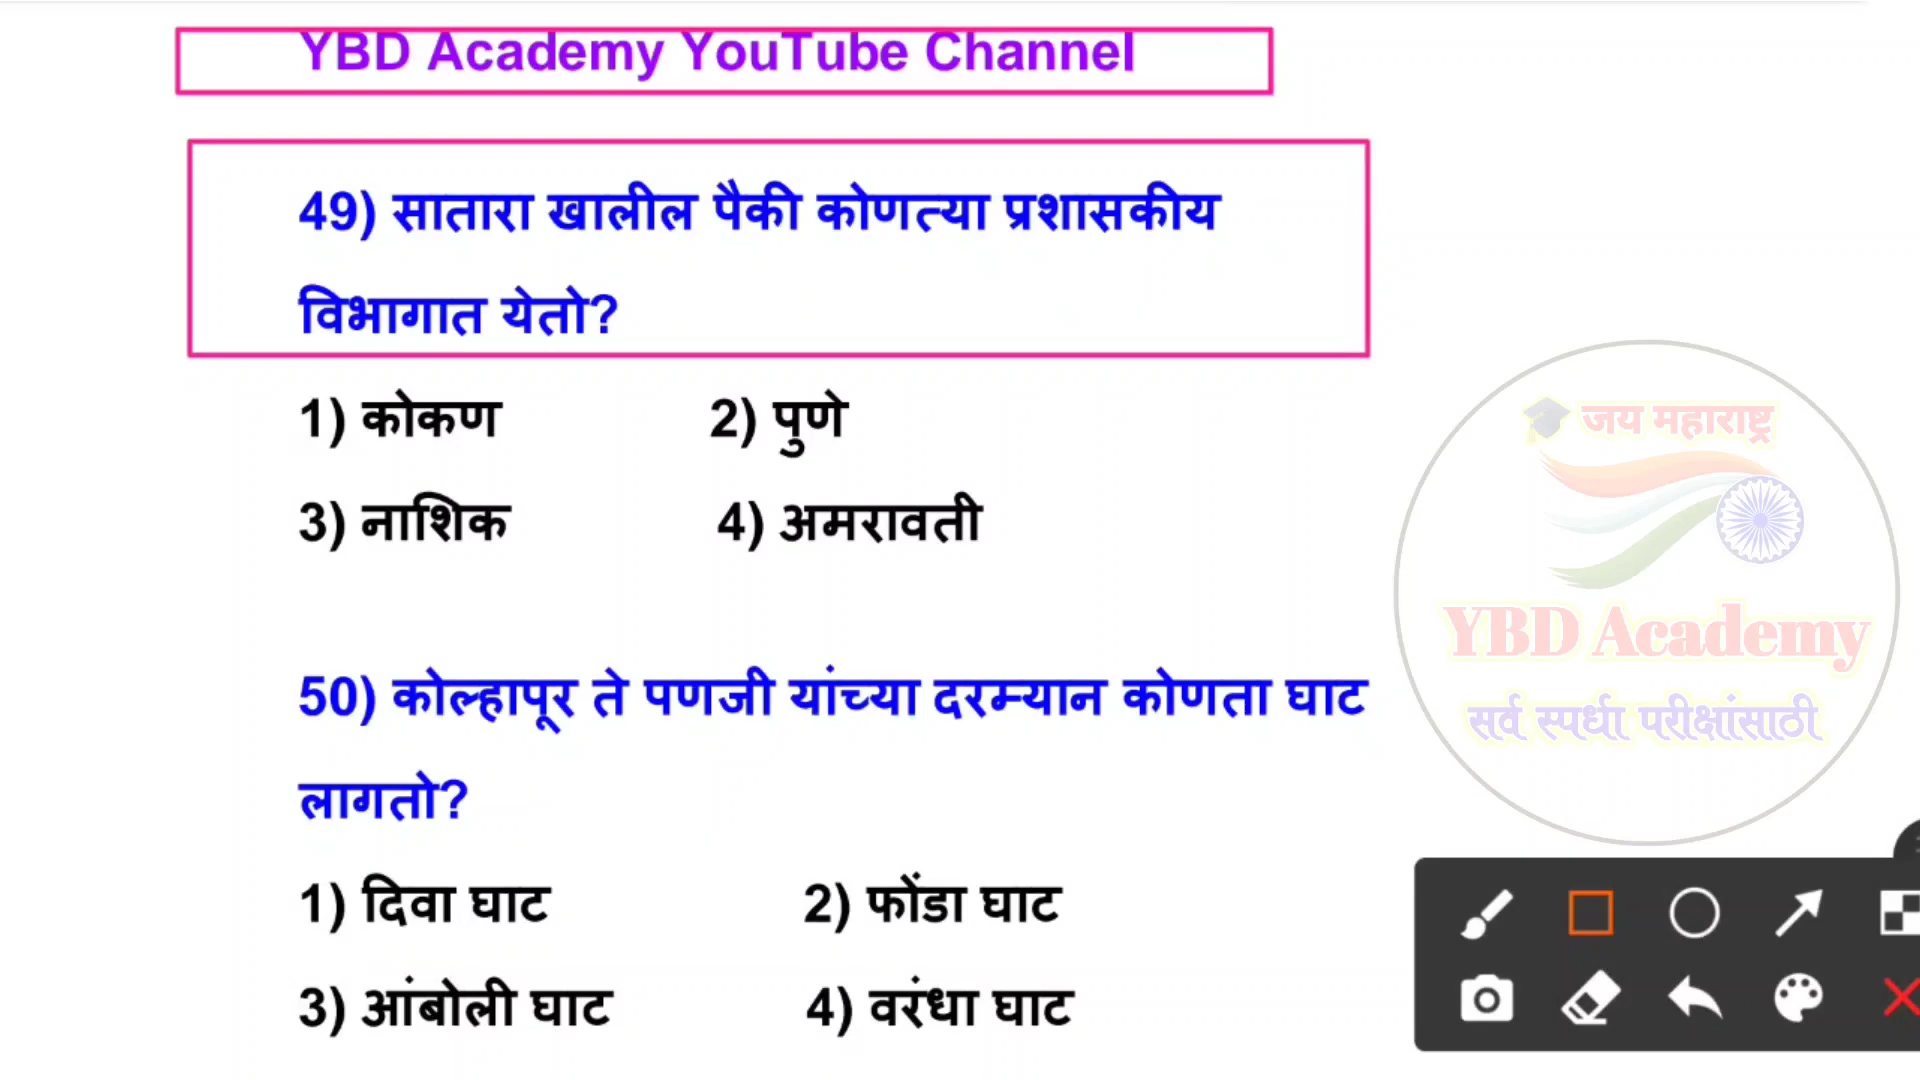 YBD Academy YouTube Channel
49) सातारा खालील पैकी कोणत्या प्रशासकीय
विभागात येतो?
1) कोकण 2) पुणे
3) नाशिक 4) अमरावती
50) कोल्हापूर ते पणजी यांच्या दरम्यान कोणता घाट
लागतो?
1) दिवा घाट 2) फोंडा घाट
3) आंबोली घाट 4) वरंधा घाट
जय महाराष्ट्र
YBD Academy
सर्व स्पर्धा परीक्षांसाठी